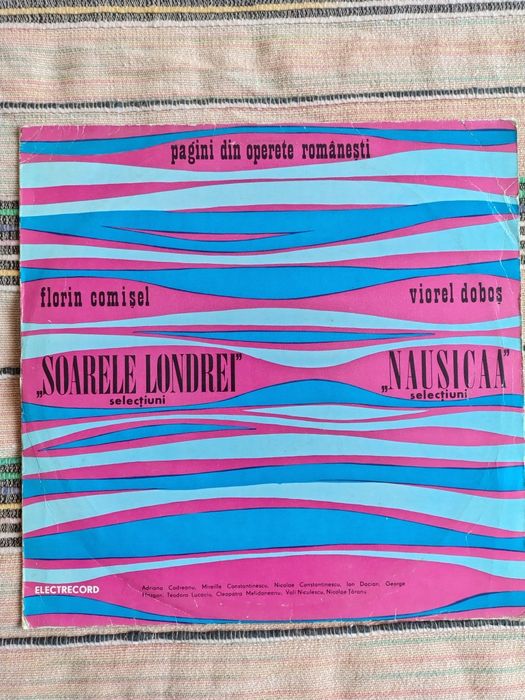 pagini din operete românești
florin comișel
viorel doboș
„SOARELE LONDREI”
selecțiuni
„NAUSICAA”
selecțiuni
ELECTRECORD
Adriana Codreanu, Mireille Constantinescu, Nicolae Constantinescu, Ion Dacian, George
Hazgan, Teodora Lucaciu, Cleopatra Melidoneanu, Vali Niculescu, Nicolae Țăranu